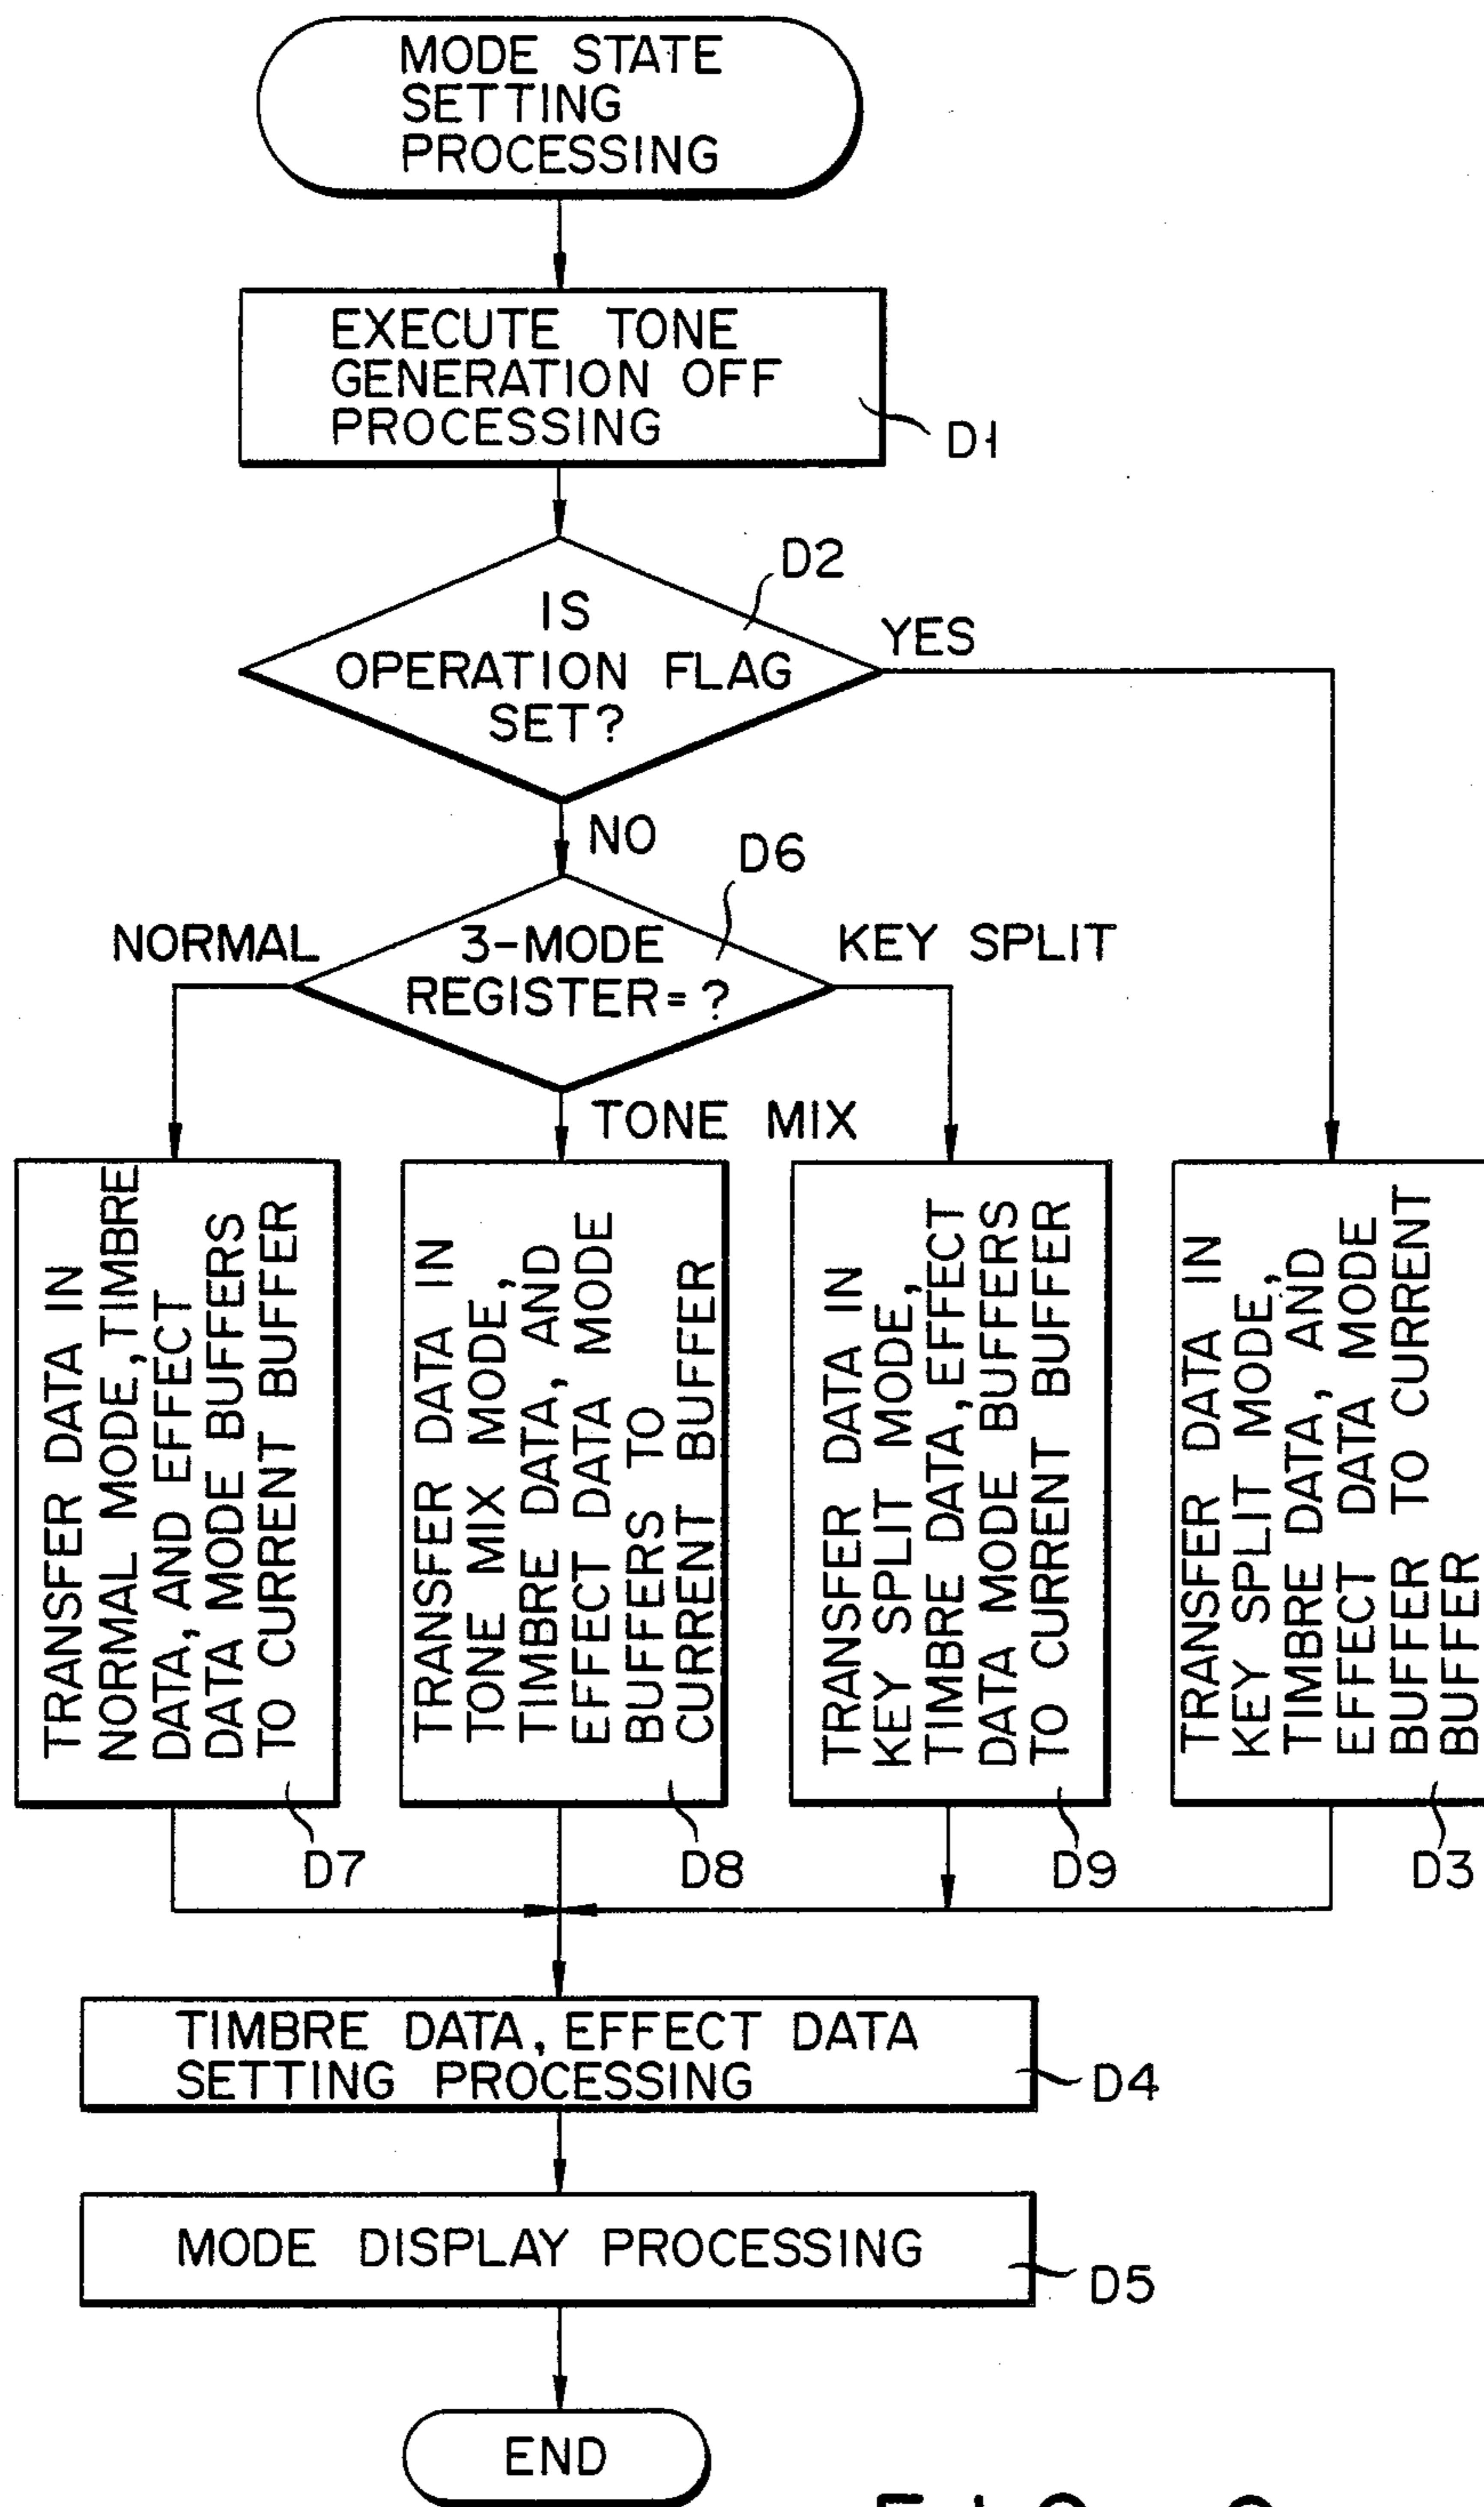 MODE STATE
SETTING
PROCESSING
EXECUTE TONE
GENERATION OFF
PROCESSING
D1
D2
IS
OPERATION FLAG
SET?
YES
NO
D6
NORMAL
3-MODE
REGISTER=?
KEY SPLIT
TONE MIX
TRANSFER DATA IN
NORMAL MODE, TIMBRE
DATA, AND EFFECT
DATA MODE BUFFERS
TO CURRENT BUFFER
D7
TRANSFER DATA IN
TONE MIX MODE,
TIMBRE DATA, AND
EFFECT DATA MODE
BUFFERS TO
CURRENT BUFFER
D8
TRANSFER DATA IN
KEY SPLIT MODE,
TIMBRE DATA, EFFECT
DATA MODE BUFFERS
TO CURRENT BUFFER
D9
TRANSFER DATA IN
KEY SPLIT MODE,
TIMBRE DATA, AND
EFFECT DATA MODE
BUFFER TO CURRENT
BUFFER
D3
TIMBRE DATA, EFFECT DATA
SETTING PROCESSING
D4
MODE DISPLAY PROCESSING
D5
END